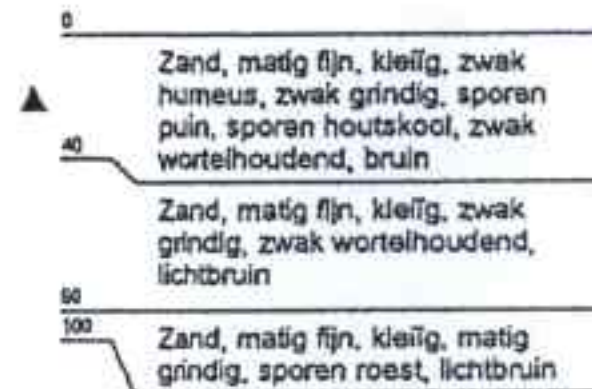 0
Zand, matig fijn, kleiïg, zwak
humeus, zwak grindig, sporen
puin, sporen houtskool, zwak
40
wortelhoudend, bruin
Zand, matig fijn, kleiïg, zwak
grindig, zwak wortelhoudend,
lichtbruin
90
100
Zand, matig fijn, kleiïg, matig
grindig, sporen roest, lichtbruin